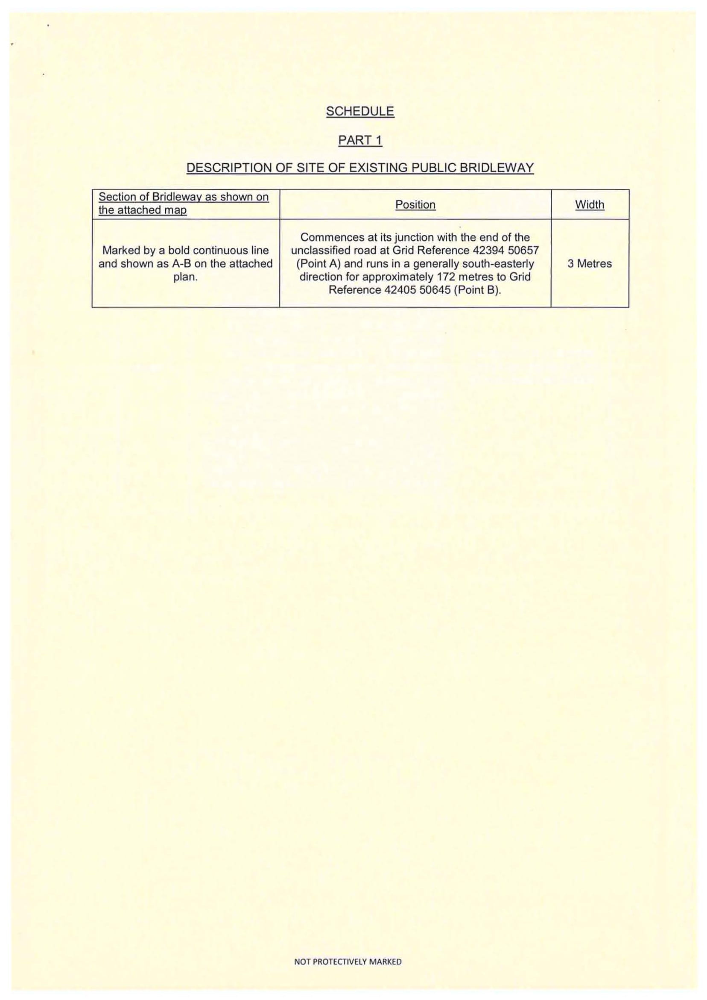 SCHEDULE
PART 1
DESCRIPTION OF SITE OF EXISTING PUBLIC BRIDLEWAY
Section of Bridleway as shown on
the attached map
Position
Width
Marked by a bold continuous line
and shown as A-B on the attached
plan.
Commences at its junction with the end of the
unclassified road at Grid Reference 42394 50657
(Point A) and runs in a generally south-easterly
direction for approximately 172 metres to Grid
Reference 42405 50645 (Point B).
3 Metres
NOT PROTECTIVELY MARKED